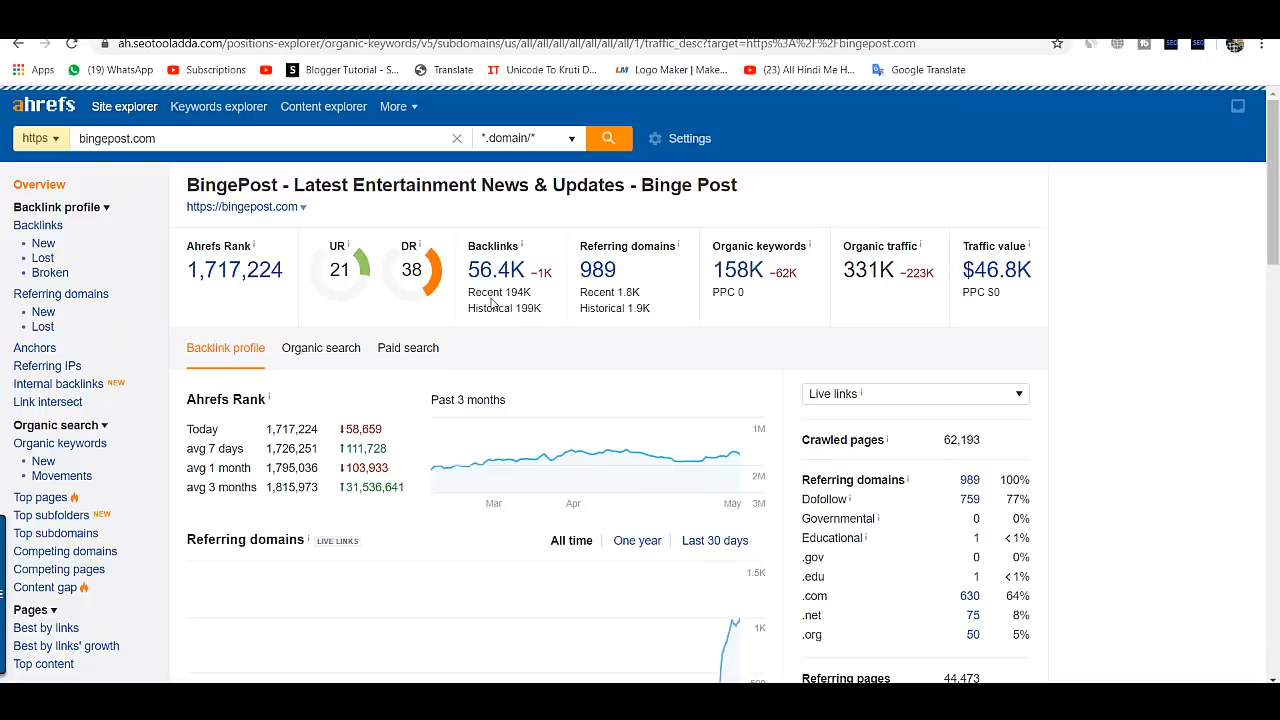 ah.seotooladda.com/positions-explorer/organic-keywords/v5/subdomains/us/all/all/all/all/all/all/1/traffic_desc?target=https%3A%2F%2Fbingepost.com
Apps (19) WhatsApp Subscriptions Blogger Tutorial - S... Translate Unicode To Kruti D... Logo Maker | Make... (23) All Hindi Me H... Google Translate
ahrefs Site explorer Keywords explorer Content explorer More
https bingepost.com *.domain/* Settings
Overview
Backlink profile
Backlinks
New
Lost
Broken
Referring domains
New
Lost
Anchors
Referring IPs
Internal backlinks NEW
Link intersect
Organic search
Organic keywords
New
Movements
Top pages
Top subfolders NEW
Top subdomains
Competing domains
Competing pages
Content gap
Pages
Best by links
Best by links' growth
Top content
BingePost - Latest Entertainment News & Updates - Binge Post
https://bingepost.com
Ahrefs Rank UR DR Backlinks Referring domains Organic keywords Organic traffic Traffic value
1,717,224 21 38 56.4K -1K 989 158K -62K 331K -223K $46.8K
Recent 194K Recent 1.8K PPC 0 PPC $0
Historical 199K Historical 1.9K
Backlink profile Organic search Paid search
Ahrefs Rank
Today 1,717,224 ↓58,659
avg 7 days 1,726,251 ↑111,728
avg 1 month 1,795,036 ↓103,933
avg 3 months 1,815,973 ↑31,536,641
Past 3 months
1M
2M
Mar Apr May 3M
Referring domains LIVE LINKS All time One year Last 30 days
1.5K
1K
Live links
Crawled pages 62,193
Referring domains 989 100%
Dofollow 759 77%
Governmental 0 0%
Educational 1 <1%
.gov 0 0%
.edu 1 <1%
.com 630 64%
.net 75 8%
.org 50 5%
Referring pages 44,473